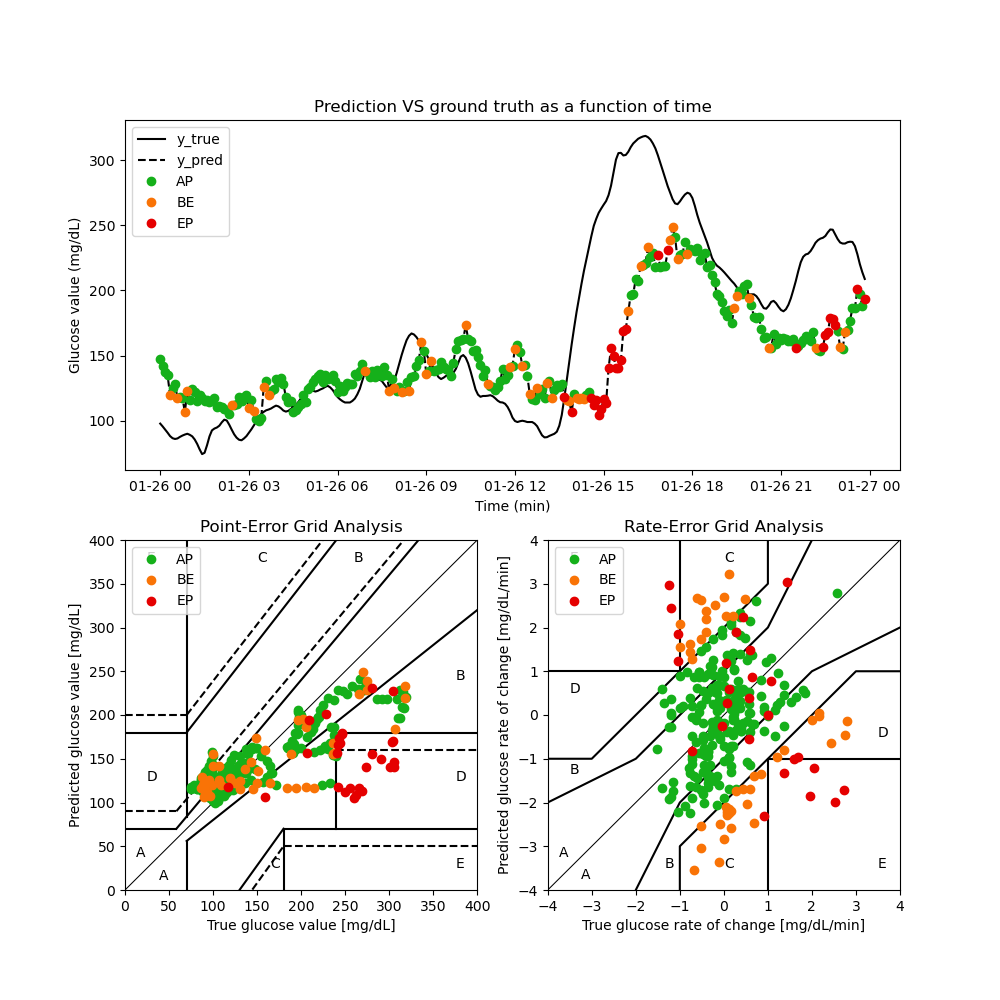 Prediction VS ground truth as a function of time
Glucose value (mg/dL)
300
250
200
150
100
y_true
y_pred
AP
BE
EP
01-26 00 01-26 03 01-26 06 01-26 09 01-26 12 01-26 15 01-26 18 01-26 21 01-27 00
Time (min)
Point-Error Grid Analysis
Predicted glucose value [mg/dL]
400
350
300
250
200
150
100
50
0
AP
BE
EP
C
B
B
D
D
A
A
C
E
0 50 100 150 200 250 300 350 400
True glucose value [mg/dL]
Rate-Error Grid Analysis
Predicted glucose rate of change [mg/dL/min]
4
3
2
1
0
−1
−2
−3
−4
AP
BE
EP
C
D
D
B
A
A
B
C
E
−4 −3 −2 −1 0 1 2 3 4
True glucose rate of change [mg/dL/min]